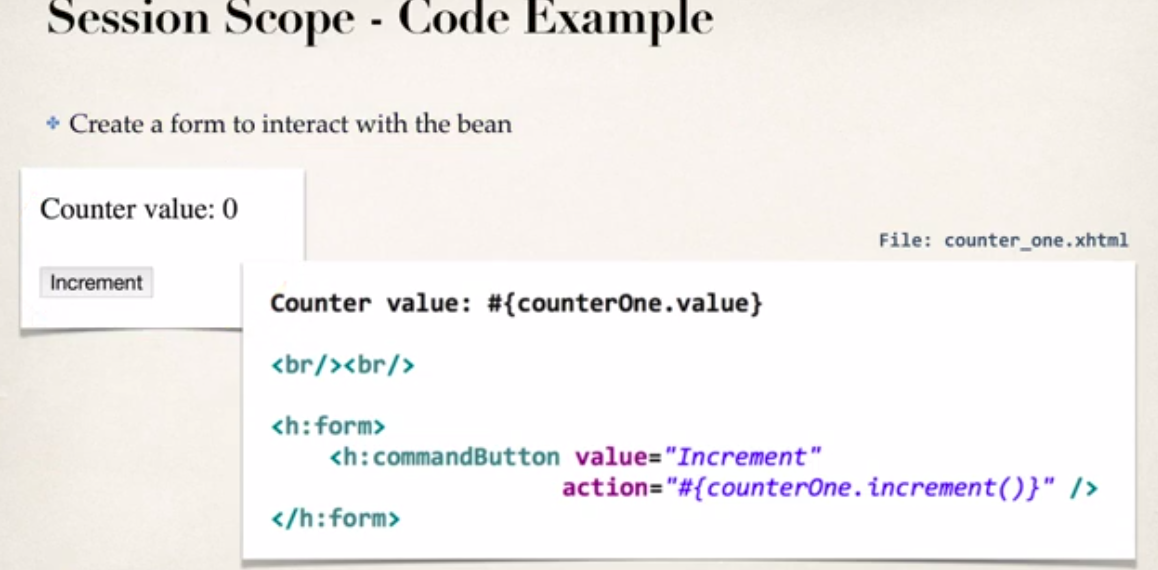 Session Scope - Code Example
Create a form to interact with the bean
Counter value: 0
Increment
File: counter_one.xhtml
Counter value: #{counterOne.value}
<br/><br/>
<h:form>
<h:commandButton value="Increment"
action="#{counterOne.increment()}" />
</h:form>